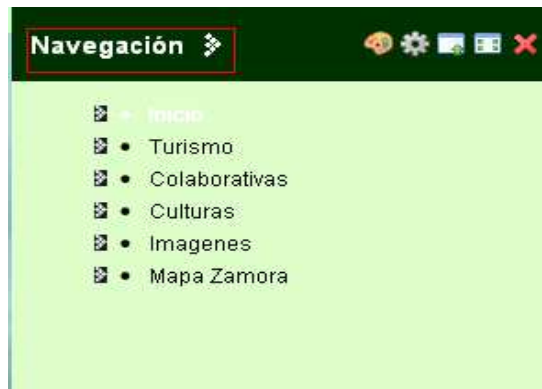 Navegación
Inicio
Turismo
Colaborativas
Culturas
Imagenes
Mapa Zamora